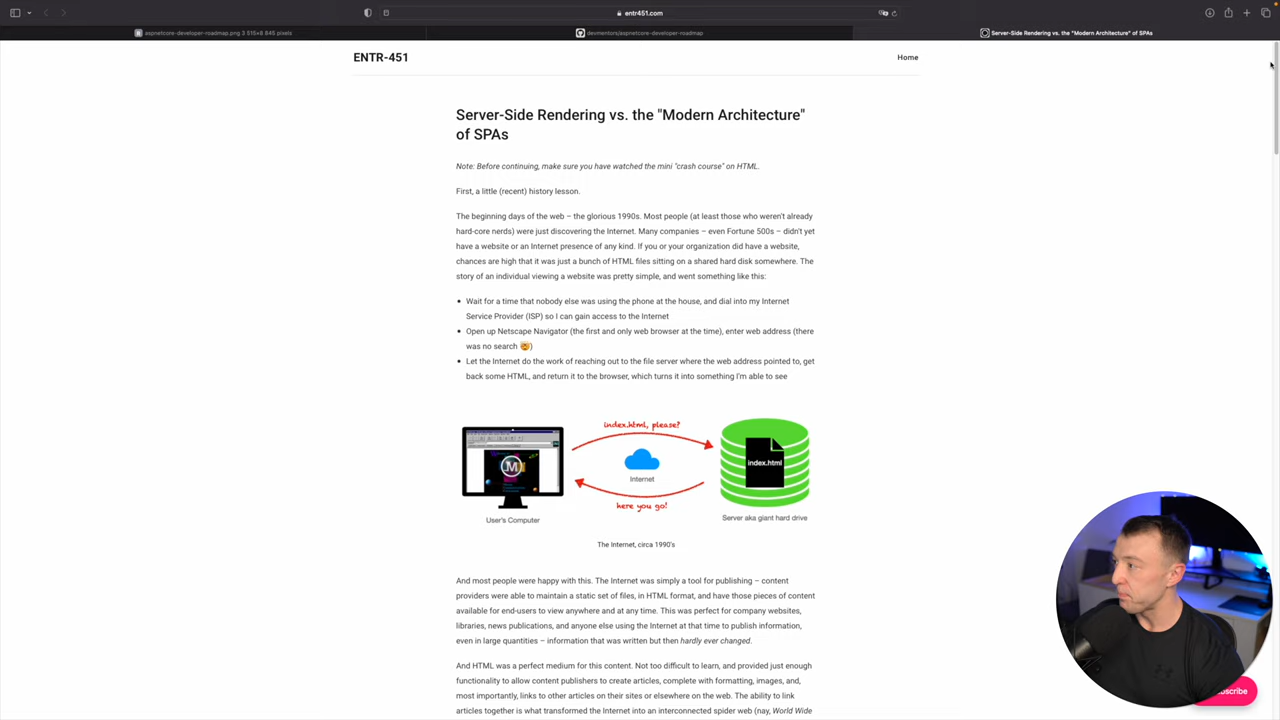 entr451.com
aspnetcore-developer-roadmap.png 3 515×6 845 pixels
devmentors/aspnetcore-developer-roadmap
Server-Side Rendering vs. the "Modern Architecture" of SPAs
ENTR-451
Home
Server-Side Rendering vs. the "Modern Architecture"
of SPAs
Note: Before continuing, make sure you have watched the mini "crash course" on HTML.
First, a little (recent) history lesson.
The beginning days of the web – the glorious 1990s. Most people (at least those who weren't already
hard-core nerds) were just discovering the Internet. Many companies – even Fortune 500s – didn't yet
have a website or an Internet presence of any kind. If you or your organization did have a website,
chances are high that it was just a bunch of HTML files sitting on a shared hard disk somewhere. The
story of an individual viewing a website was pretty simple, and went something like this:
Wait for a time that nobody else was using the phone at the house, and dial into my Internet
Service Provider (ISP) so I can gain access to the Internet
Open up Netscape Navigator (the first and only web browser at the time), enter web address (there
was no search 🤯)
Let the Internet do the work of reaching out to the file server where the web address pointed to, get
back some HTML, and return it to the browser, which turns it into something I'm able to see
index.html, please?
index.html
Internet
here you go!
User's Computer
Server aka giant hard drive
The Internet, circa 1990's
And most people were happy with this. The Internet was simply a tool for publishing – content
providers were able to maintain a static set of files, in HTML format, and have those pieces of content
available for end-users to view anywhere and at any time. This was perfect for company websites,
libraries, news publications, and anyone else using the Internet at that time to publish information,
even in large quantities – information that was written but then hardly ever changed.
And HTML was a perfect medium for this content. Not too difficult to learn, and provided just enough
functionality to allow content publishers to create articles, complete with formatting, images, and,
most importantly, links to other articles on their sites or elsewhere on the web. The ability to link
articles together is what transformed the Internet into an interconnected spider web (nay, World Wide